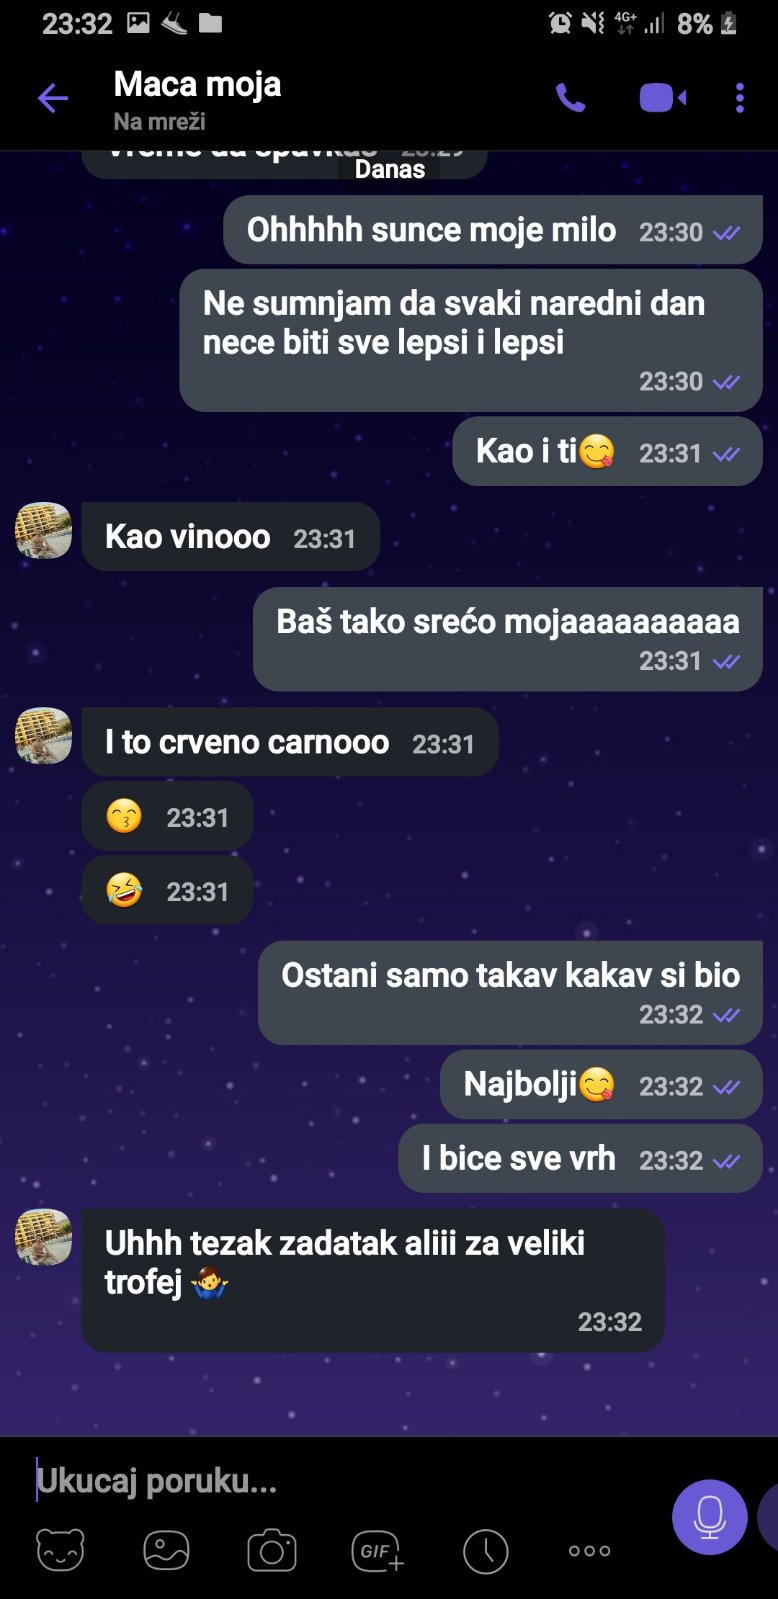 23:32 4G+ 8%
Maca moja
Na mreži
vreme da spavkas 23:29
Danas
Ohhhhh sunce moje milo 23:30
Ne sumnjam da svaki naredni dan
nece biti sve lepsi i lepsi
23:30
Kao i ti😋 23:31
Kao vinooo 23:31
Baš tako srećo mojaaaaaaaaaa
23:31
I to crveno carnooo 23:31
😙 23:31
🤣 23:31
Ostani samo takav kakav si bio
23:32
Najbolji😋 23:32
I bice sve vrh 23:32
Uhhh tezak zadatak aliii za veliki
trofej 🤷‍♂️
23:32
Ukucaj poruku...
GIF